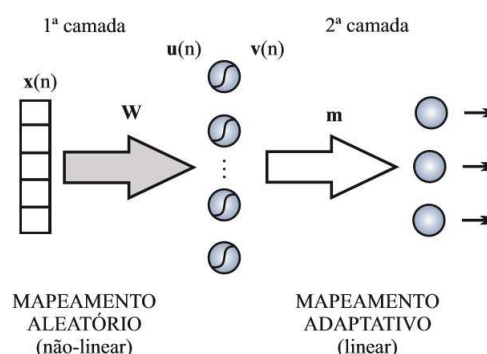 1ª camada
2ª camada
x(n)
u(n)
v(n)
W
m
MAPEAMENTO
ALEATÓRIO
(não-linear)
MAPEAMENTO
ADAPTATIVO
(linear)